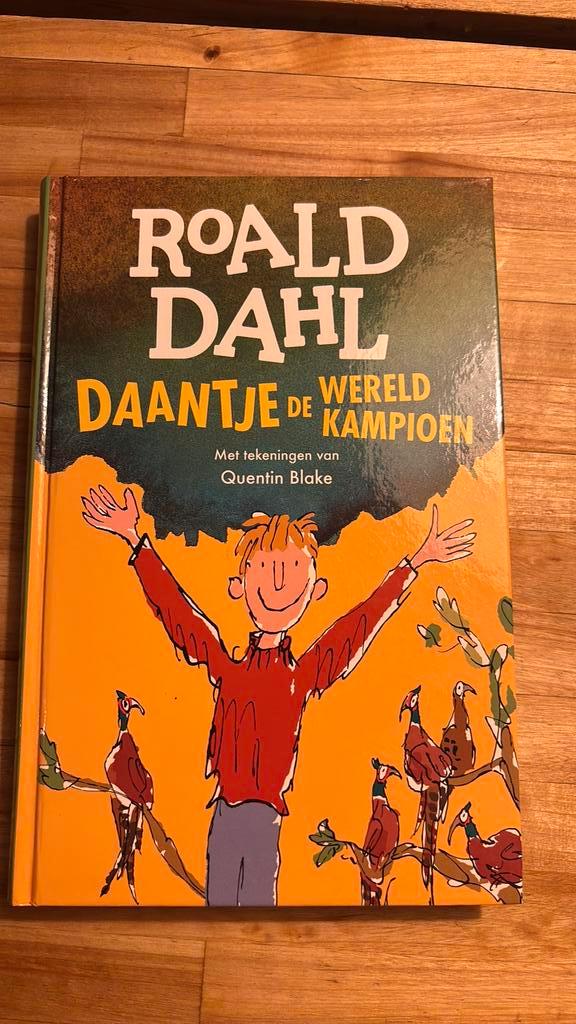 ROALD
DAHL
DAANTJE DE WERELD
KAMPIOEN
Met tekeningen van
Quentin Blake